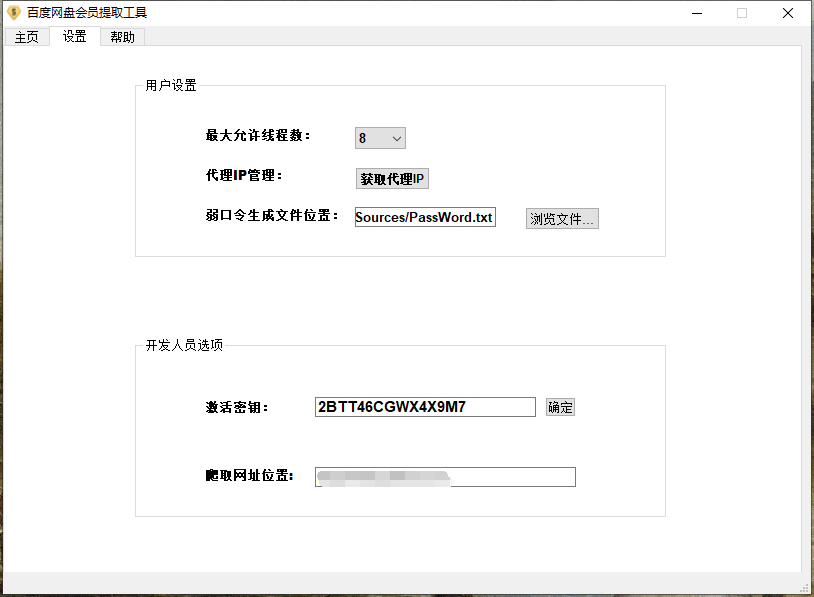 百度网盘会员提取工具
主页 设置 帮助
用户设置
最大允许线程数： 8
代理IP管理： 获取代理IP
弱口令生成文件位置： Sources/PassWord.txt 浏览文件...
开发人员选项
激活密钥： 2BTT46CGWX4X9M7 确定
爬取网址位置: